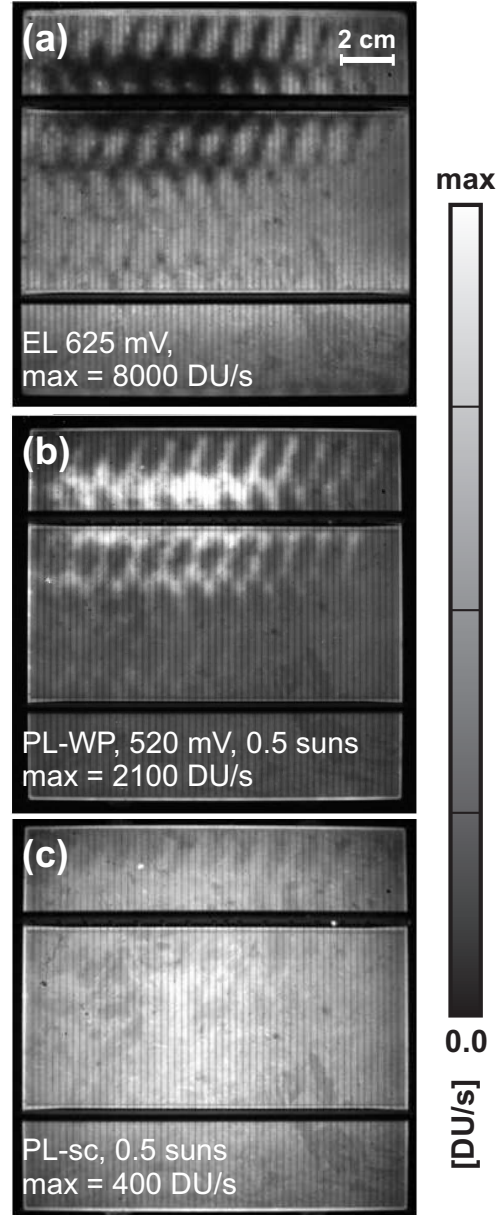 (a)
2 cm
EL 625 mV,
max = 8000 DU/s
(b)
PL-WP, 520 mV, 0.5 suns
max = 2100 DU/s
(c)
PL-sc, 0.5 suns
max = 400 DU/s
max
0.0
[DU/s]